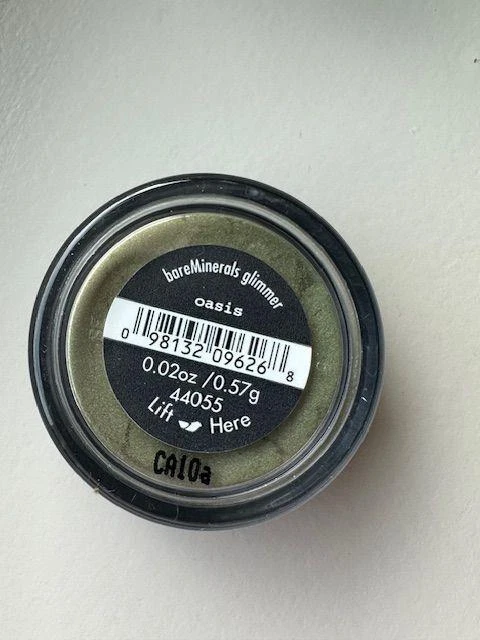 bareMinerals glimmer
oasis
0 98132 09626 8
0.02oz /0.57g
44055
Lift Here
CA10a